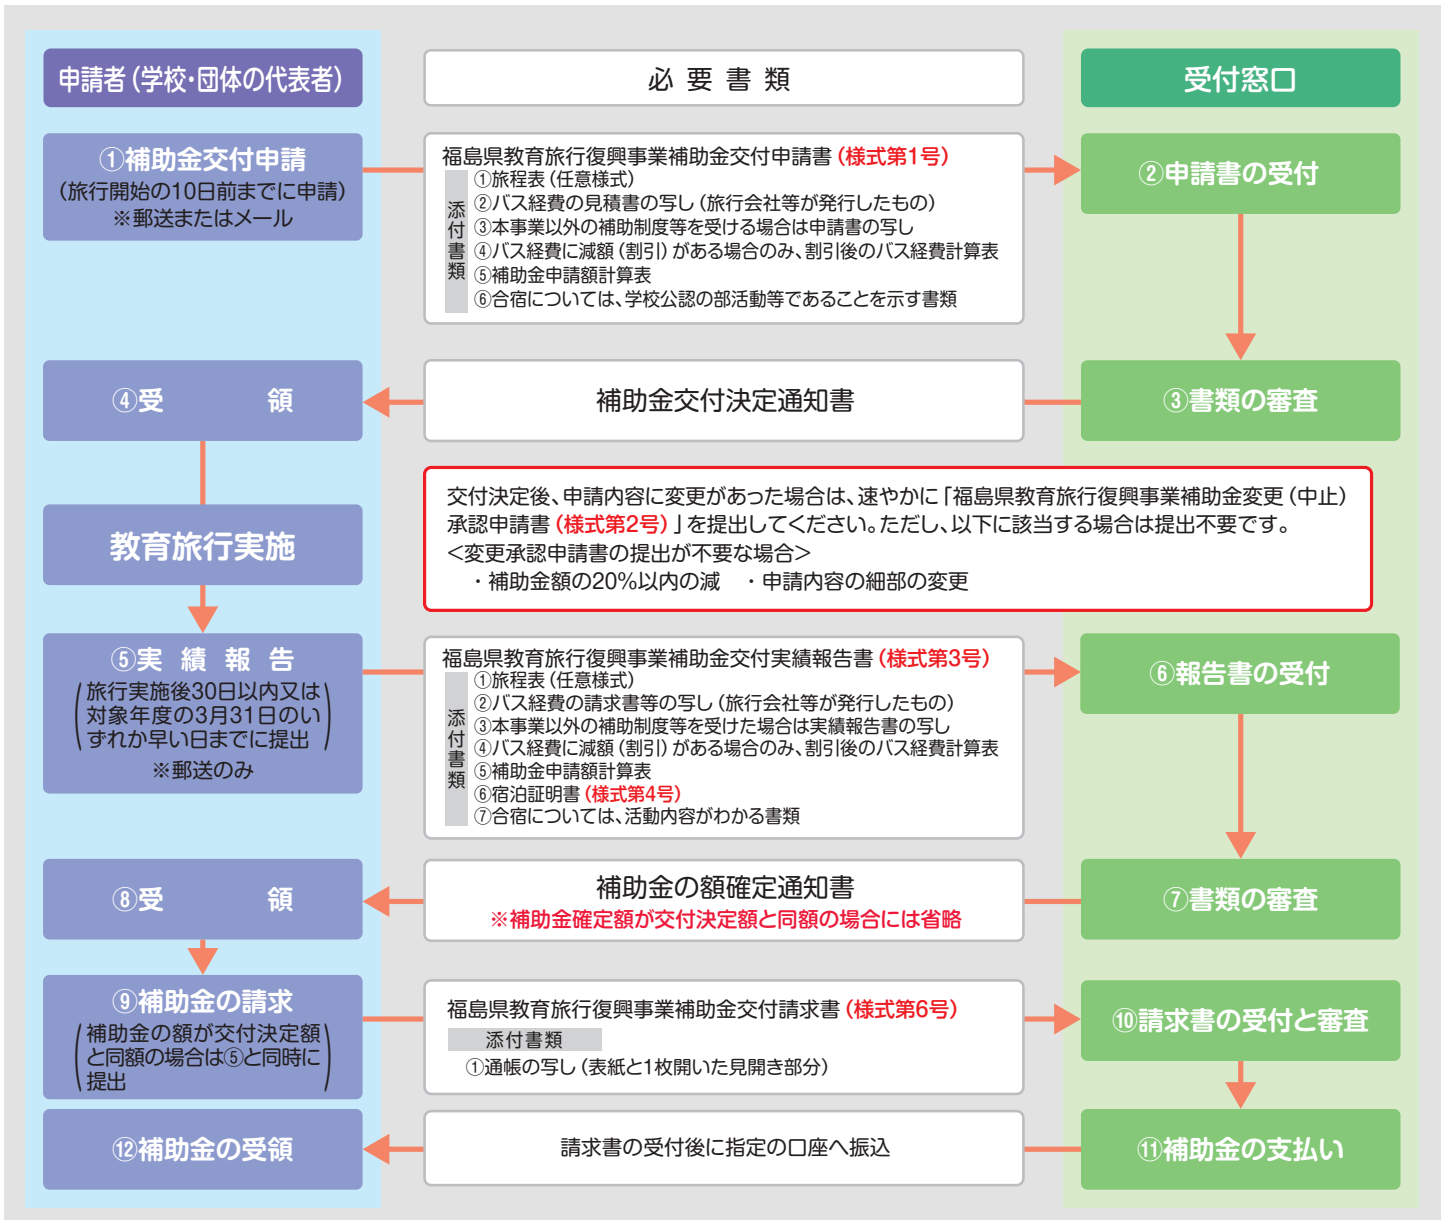 申請者（学校・団体の代表者）
必要書類
受付窓口
①補助金交付申請
（旅行開始の10日前までに申請）
※郵送またはメール
福島県教育旅行復興事業補助金交付申請書（様式第1号）
添付書類
①旅程表（任意様式）
②バス経費の見積書の写し（旅行会社等が発行したもの）
③本事業以外の補助制度等を受ける場合は申請書の写し
④バス経費に減額（割引）がある場合のみ、割引後のバス経費計算表
⑤補助金申請額計算表
⑥合宿については、学校公認の部活動等であることを示す書類
②申請書の受付
④受　領
補助金交付決定通知書
③書類の審査
交付決定後、申請内容に変更があった場合は、速やかに「福島県教育旅行復興事業補助金変更（中止）
承認申請書（様式第2号）」を提出してください。ただし、以下に該当する場合は提出不要です。
＜変更承認申請書の提出が不要な場合＞
・補助金額の20%以内の減　・申請内容の細部の変更
教育旅行実施
⑤実績報告
（旅行実施後30日以内又は
対象年度の3月31日のい
ずれか早い日までに提出）
※郵送のみ
福島県教育旅行復興事業補助金交付実績報告書（様式第3号）
添付書類
①旅程表（任意様式）
②バス経費の請求書等の写し（旅行会社等が発行したもの）
③本事業以外の補助制度等を受けた場合は実績報告書の写し
④バス経費に減額（割引）がある場合のみ、割引後のバス経費計算表
⑤補助金申請額計算表
⑥宿泊証明書（様式第4号）
⑦合宿については、活動内容がわかる書類
⑥報告書の受付
⑧受　領
補助金の額確定通知書
※補助金確定額が交付決定額と同額の場合には省略
⑦書類の審査
⑨補助金の請求
（補助金の額が交付決定額
と同額の場合は⑤と同時に
提出）
福島県教育旅行復興事業補助金交付請求書（様式第6号）
添付書類
①通帳の写し（表紙と1枚開いた見開き部分）
⑩請求書の受付と審査
⑫補助金の受領
請求書の受付後に指定の口座へ振込
⑪補助金の支払い